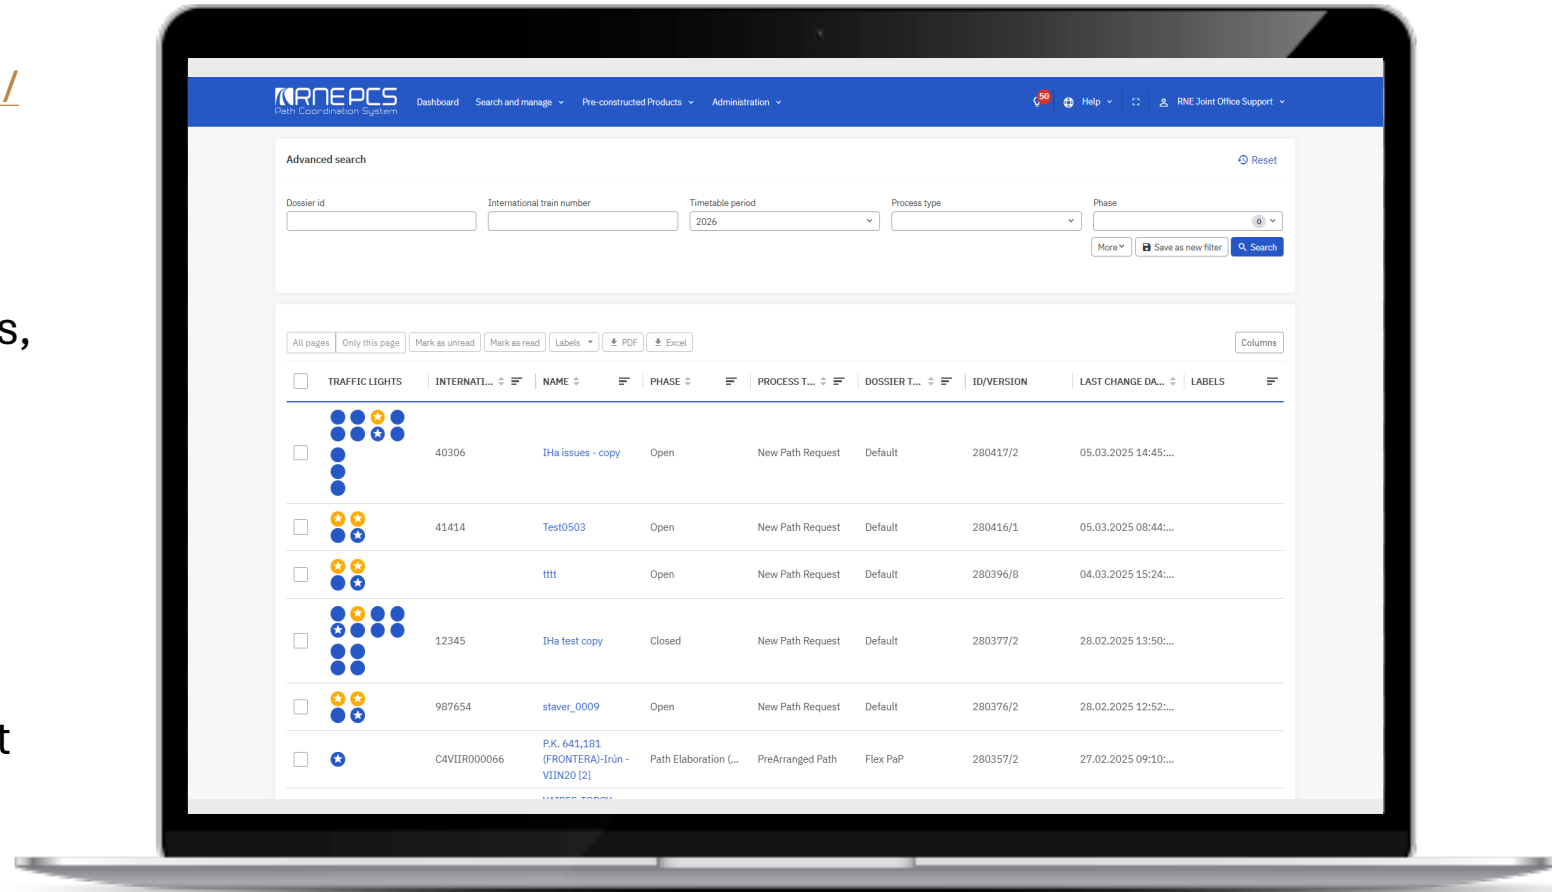 /
s,
t
RNE PCS
Path Coordination System
Dashboard Search and manage Pre-constructed Products Administration 50 Help RNE Joint Office Support
Advanced search Reset
Dossier id International train number Timetable period Process type Phase
2026 0
More Save as new filter Search
All pages Only this page Mark as unread Mark as read Labels PDF Excel Columns
TRAFFIC LIGHTS INTERNATI... NAME PHASE PROCESS T... DOSSIER T... ID/VERSION LAST CHANGE DA... LABELS
40306 IHa issues - copy Open New Path Request Default 280417/2 05.03.2025 14:45:...
41414 Test0503 Open New Path Request Default 280416/1 05.03.2025 08:44:...
tttt Open New Path Request Default 280396/8 04.03.2025 15:24:...
12345 IHa test copy Closed New Path Request Default 280377/2 28.02.2025 13:50:...
987654 staver_0009 Open New Path Request Default 280376/2 28.02.2025 12:52:...
P.K. 641,181
C4VIIR000066 (FRONTERA)-Irún - Path Elaboration (... PreArranged Path Flex PaP 280357/2 27.02.2025 09:10:...
VIIN20 [2]